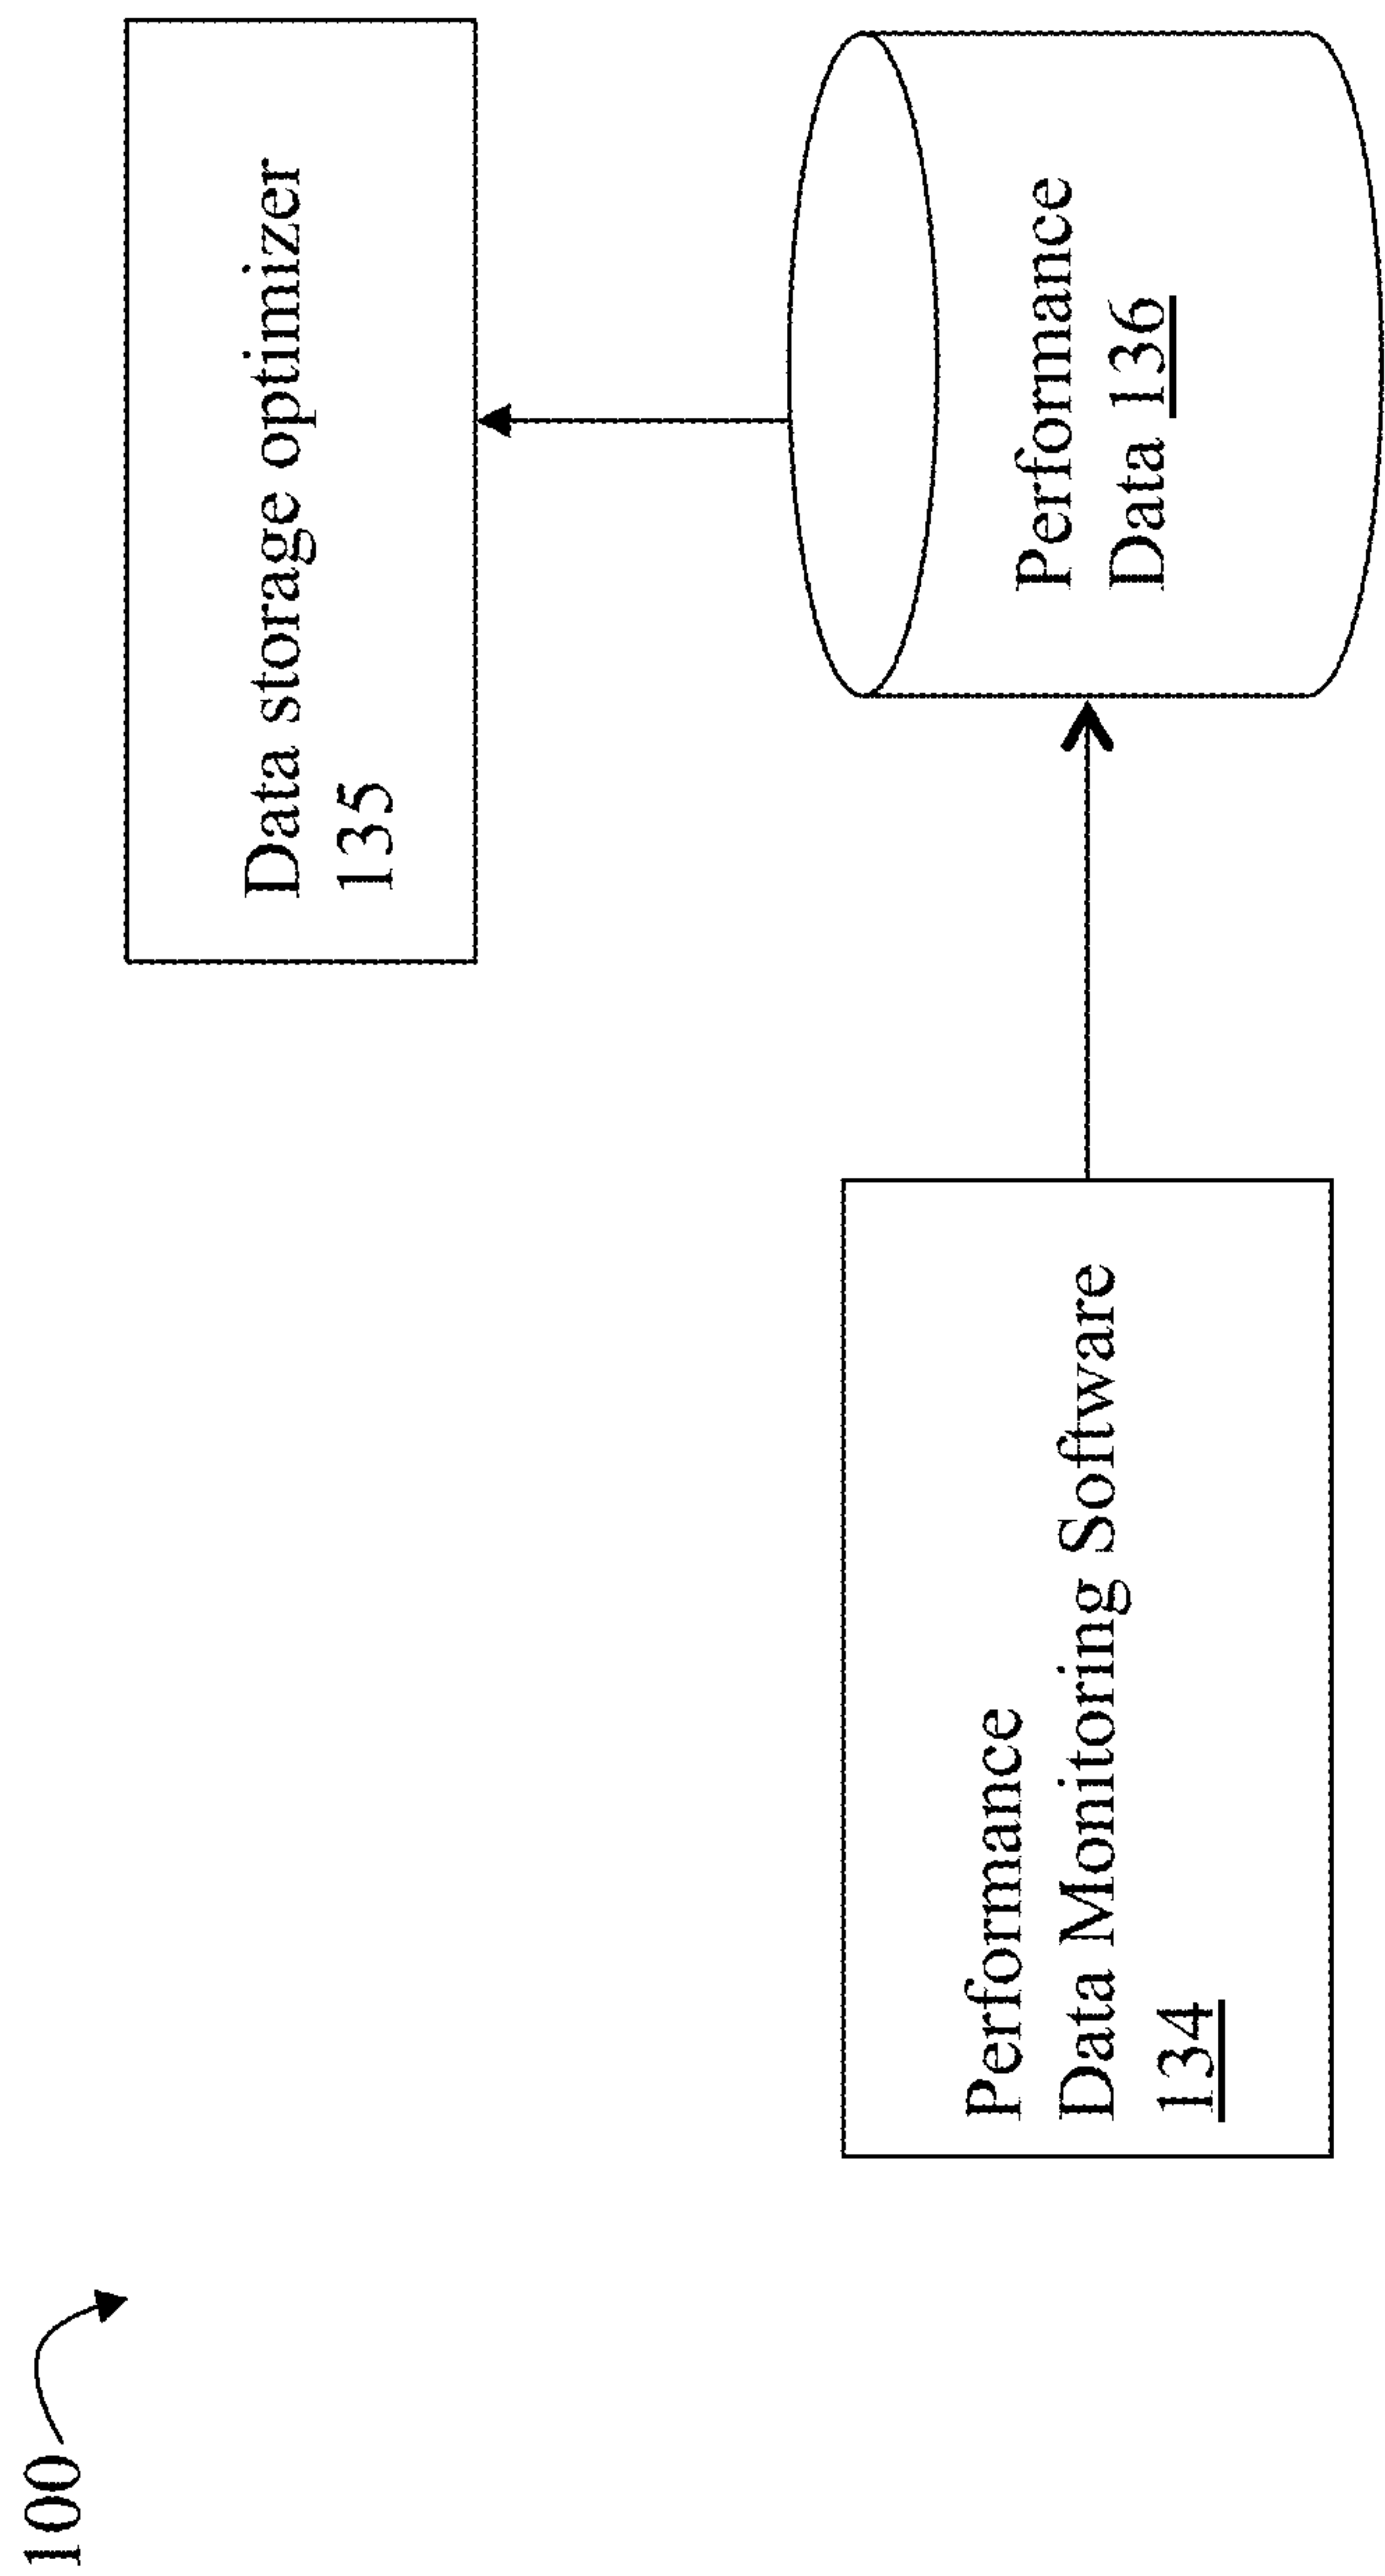 100
Data storage optimizer
135
Performance
Data Monitoring Software
134
Performance
Data 136